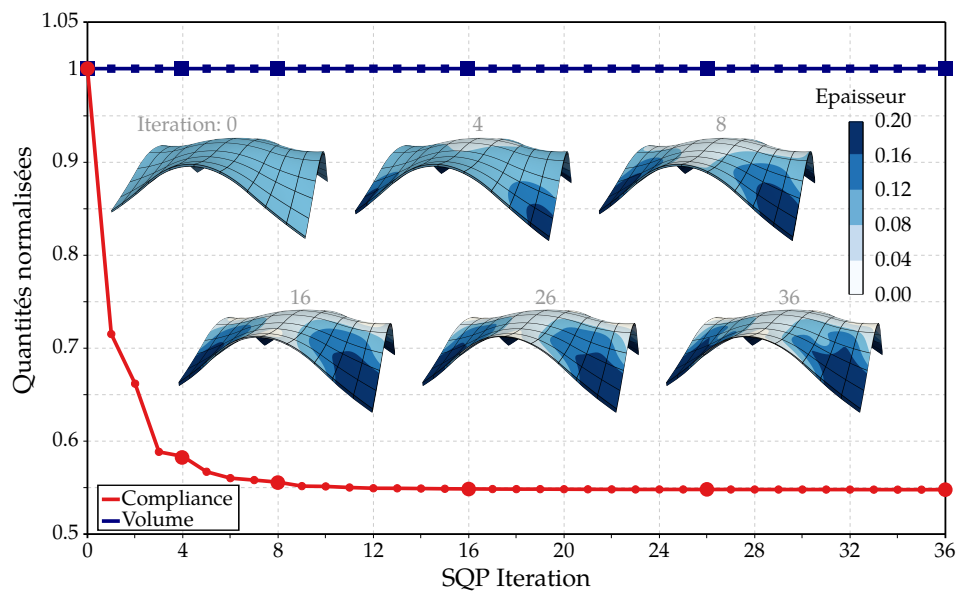 1.05
1
0.9
0.8
0.7
0.6
0.5
Quantités normalisées
Iteration: 0
4
8
16
26
36
Epaisseur
0.20
0.16
0.12
0.08
0.04
0.00
Compliance
Volume
0 4 8 12 16 20 24 28 32 36
SQP Iteration